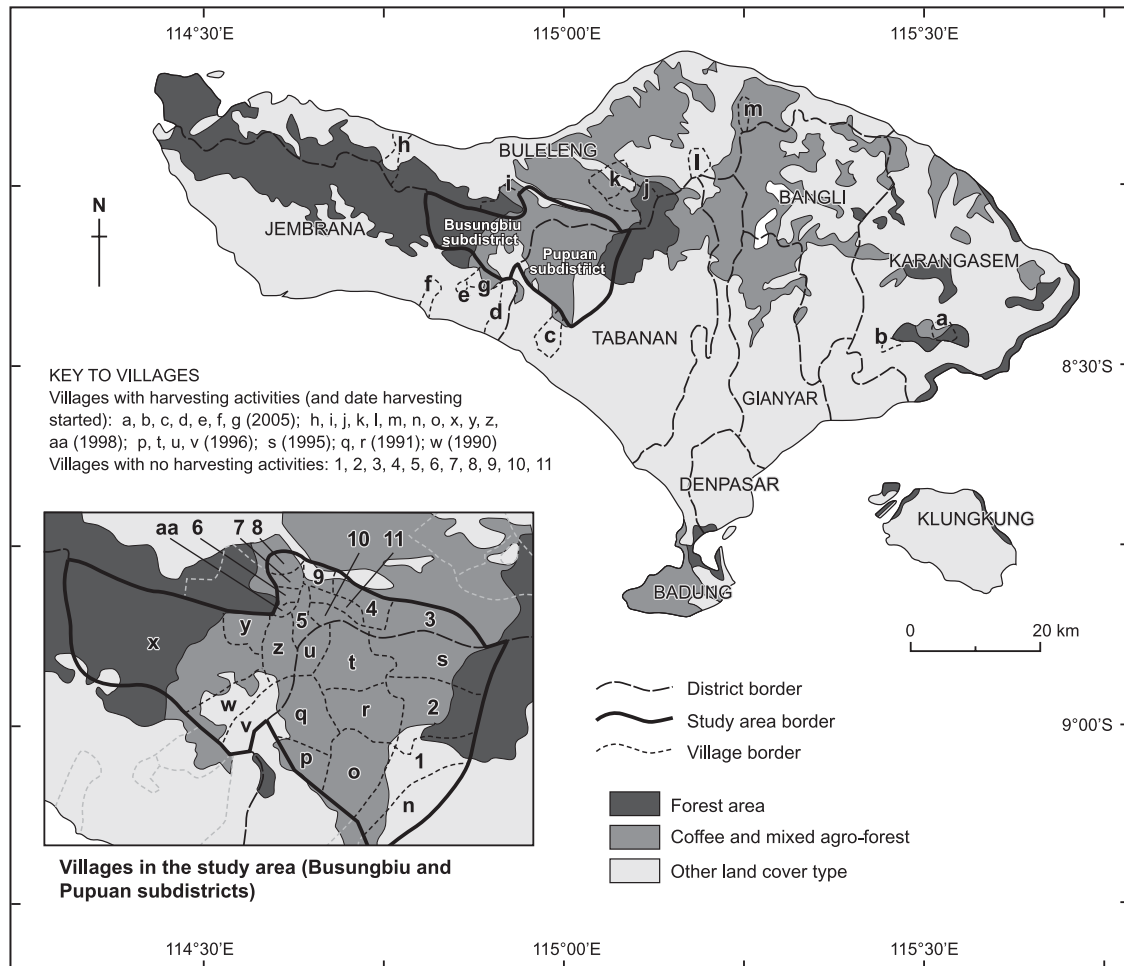 114°30'E
115°00'E
115°30'E
m
h
BULELENG
l
k
j
i
BANGLI
N
Busungbiu
subdistrict
JEMBRANA
Pupuan
subdistrict
KARANGASEM
f
e
g
d
c
TABANAN
b
a
8°30'S
KEY TO VILLAGES
Villages with harvesting activities (and date harvesting
started): a, b, c, d, e, f, g (2005); h, i, j, k, l, m, n, o, x, y, z,
aa (1998); p, t, u, v (1996); s (1995); q, r (1991); w (1990)
Villages with no harvesting activities: 1, 2, 3, 4, 5, 6, 7, 8, 9, 10, 11
GIANYAR
DENPASAR
KLUNGKUNG
BADUNG
aa 6 7 8 10 11
9
5 4 3
y
x z u t s
w q r 2
v
p o 1
n
Villages in the study area (Busungbiu and
Pupuan subdistricts)
0 20 km
District border
Study area border
Village border
9°00'S
Forest area
Coffee and mixed agro-forest
Other land cover type
114°30'E
115°00'E
115°30'E